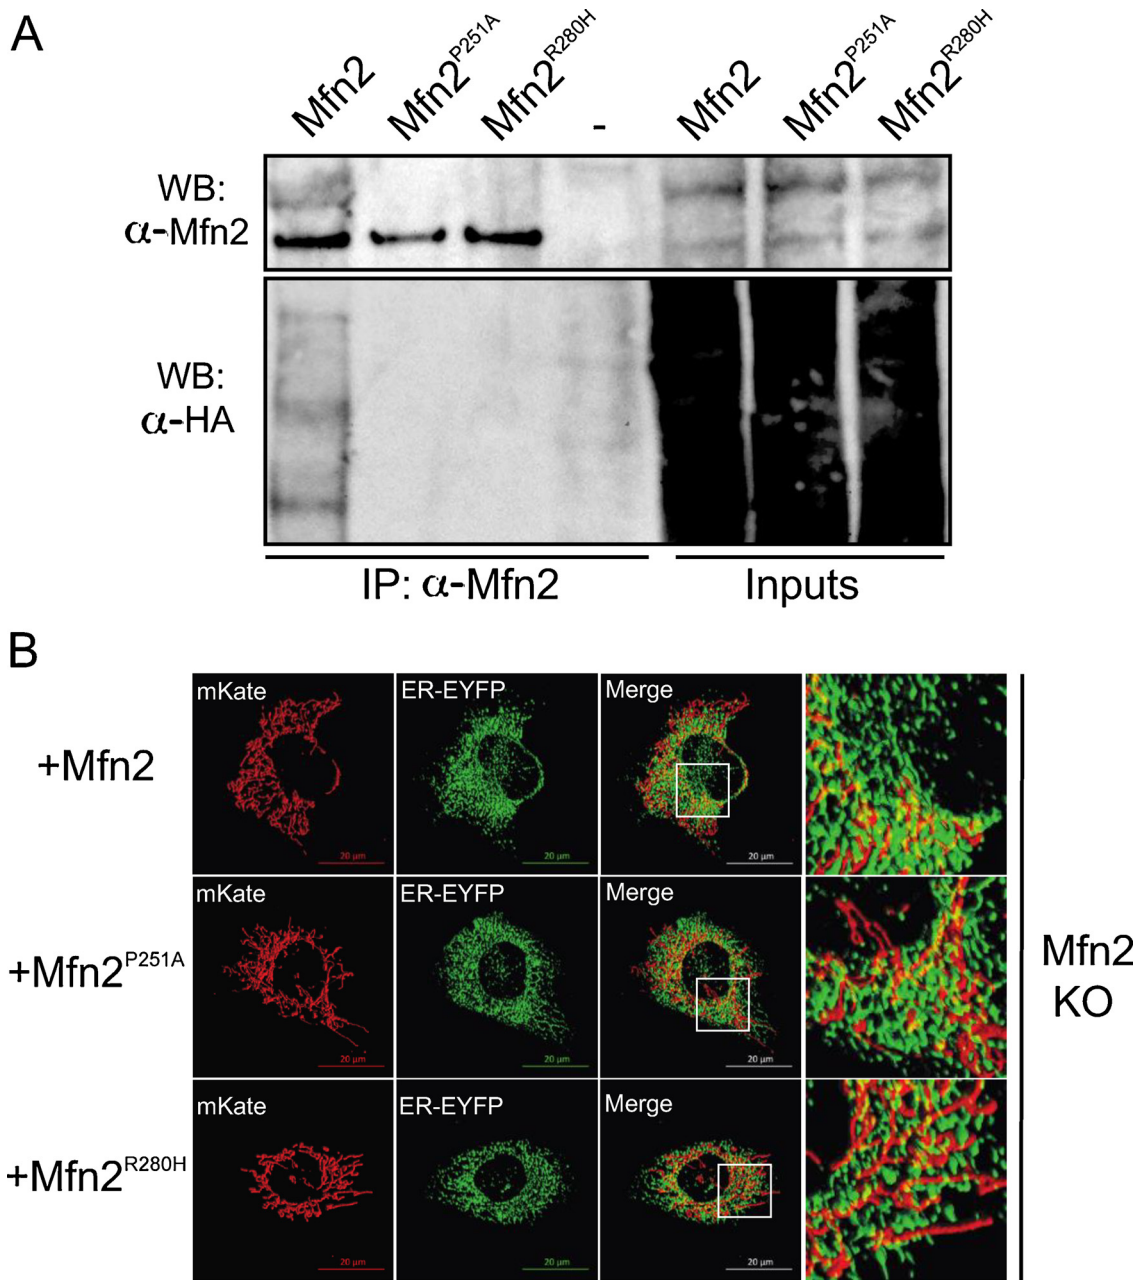 A
Mfn2 Mfn2P251A Mfn2R280H - Mfn2 Mfn2P251A Mfn2R280H
WB:
α-Mfn2
WB:
α-HA
IP: α-Mfn2 Inputs
B
mKate ER-EYFP Merge
+Mfn2
20 µm 20 µm 20 µm
mKate ER-EYFP Merge
+Mfn2P251A
20 µm 20 µm 20 µm
Mfn2
KO
mKate ER-EYFP Merge
+Mfn2R280H
20 µm 20 µm 20 µm